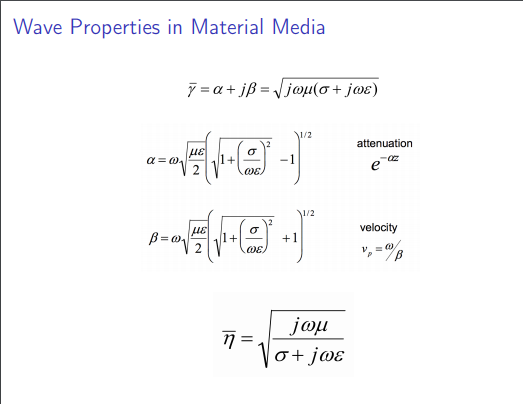 Wave Properties in Material Media
γ̄ = α + jβ = √(jωμ(σ + jωε))
α = ω√(με/2) (√(1 + (σ/ωε)²) − 1)^1/2
attenuation
e^−αz
β = ω√(με/2) (√(1 + (σ/ωε)²) + 1)^1/2
velocity
v_p = ω/β
η̄ = √(jωμ/(σ + jωε))